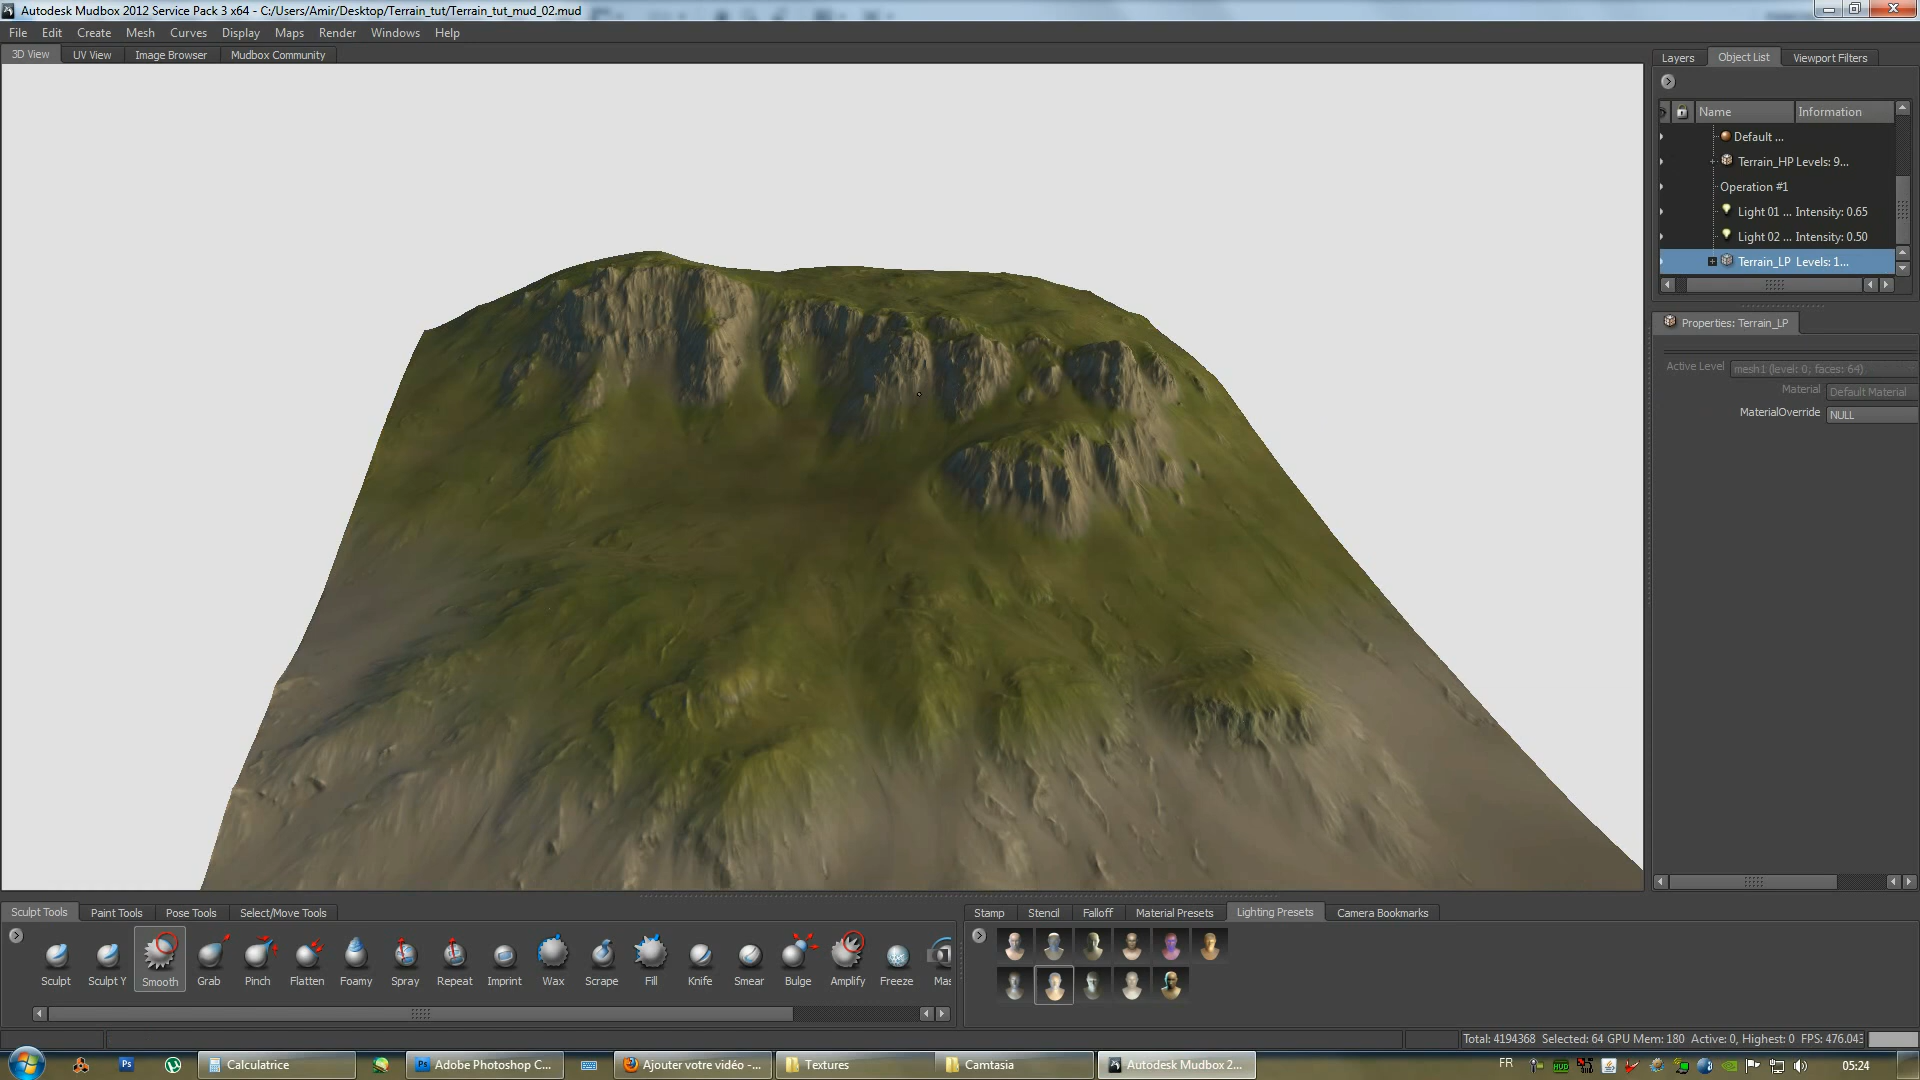 Autodesk Mudbox 2012 Service Pack 3 x64 - C:/Users/Amir/Desktop/Terrain_tut/Terrain_tut_mud_02.mud
File Edit Create Mesh Curves Display Maps Render Windows Help
3D View UV View Image Browser Mudbox Community
Layers Object List Viewport Filters
Name Information
Default ...
Terrain_HP Levels: 9...
Operation #1
Light 01 ... Intensity: 0.65
Light 02 ... Intensity: 0.50
Terrain_LP Levels: 1...
Properties: Terrain_LP
Active Level mesh1 (level: 0; faces: 64)
Material Default Material
MaterialOverride NULL
Sculpt Tools Paint Tools Pose Tools Select/Move Tools
Sculpt Sculpt Y Smooth Grab Pinch Flatten Foamy Spray Repeat Imprint Wax Scrape Fill Knife Smear Bulge Amplify Freeze Mas
Stamp Stencil Falloff Material Presets Lighting Presets Camera Bookmarks
Total: 4194368 Selected: 64 GPU Mem: 180 Active: 0, Highest: 0 FPS: 476.043
Ps Calculatrice Ps Adobe Photoshop C... Ajouter votre vidéo -... Textures Camtasia Autodesk Mudbox 2... FR HUD 05:24